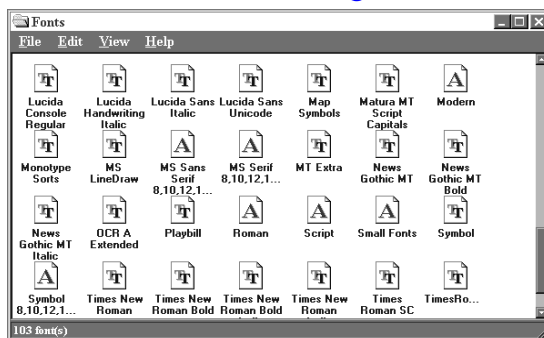 Fonts
File Edit View Help
Lucida Console Regular
Lucida Handwriting Italic
Lucida Sans Italic
Lucida Sans Unicode
Map Symbols
Matura MT Script Capitals
Modern
Monotype Sorts
MS LineDraw
MS Sans Serif 8,10,12,1...
MS Serif 8,10,12,1...
MT Extra
News Gothic MT
News Gothic MT Bold
News Gothic MT Italic
OCR A Extended
Playbill
Roman
Script
Small Fonts
Symbol
Symbol 8,10,12,1...
Times New Roman
Times New Roman Bold
Times New Roman Bold
Times New Roman
Times Roman SC
TimesRo...
103 font(s)